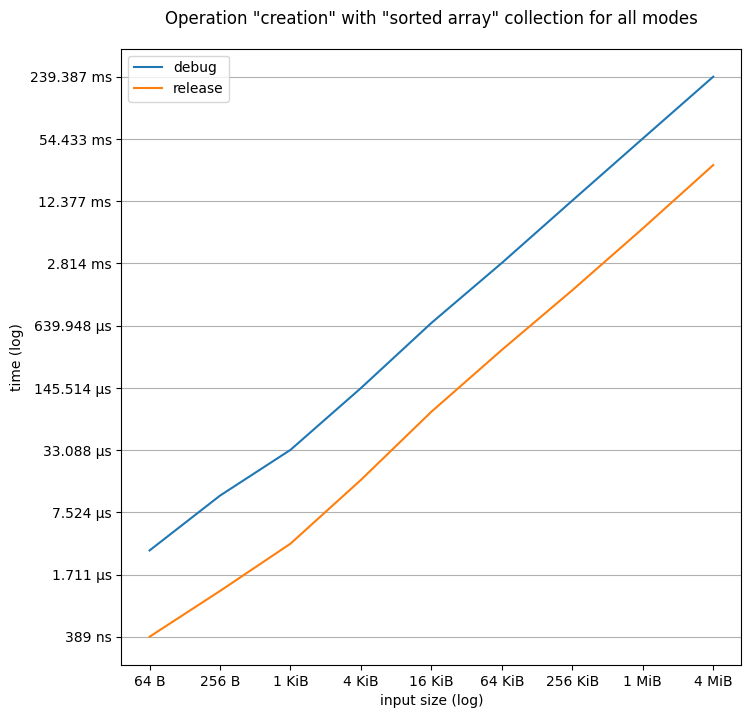 Operation "creation" with "sorted array" collection for all modes
debug
release
time (log)
239.387 ms
54.433 ms
12.377 ms
2.814 ms
639.948 µs
145.514 µs
33.088 µs
7.524 µs
1.711 µs
389 ns
64 B 256 B 1 KiB 4 KiB 16 KiB 64 KiB 256 KiB 1 MiB 4 MiB
input size (log)